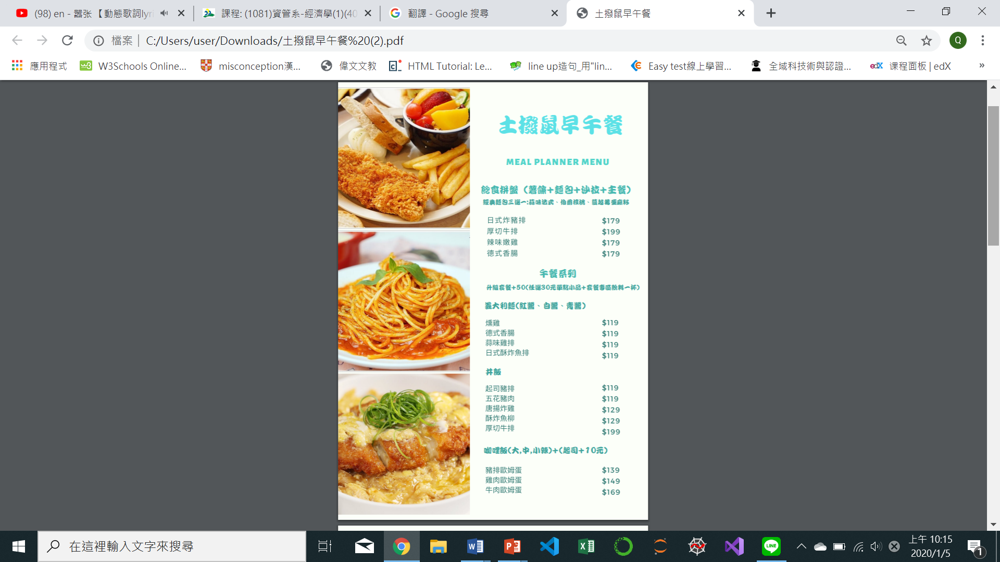 (98) en - 嚣张 【動態歌詞lyri
課程: (1081)資管系-經濟學(1)(40
翻譯 - Google 搜尋
土撥鼠早午餐
檔案
C:/Users/user/Downloads/土撥鼠早午餐%20(2).pdf
Q
應用程式
W3Schools Online...
misconception漢...
偉文文教
HTML Tutorial: Le...
line up造句_用"lin...
Easy test線上學習...
全域科技術與認證...
edX
课程面板 | edX
»
土撥鼠早午餐
MEAL PLANNER MENU
飽食拼盤（薯條+麵包+沙拉+主餐）
經典麵包三選一:蒜味法式、伯爵核桃、蔓越莓亞麻籽
日式炸豬排 $179
厚切牛排 $199
辣味嫩雞 $179
德式香腸 $179
午餐系列
升級套餐+50(任選30元單點小品+套餐專區飲料一杯)
義大利麵(紅醬、白醬、青醬)
燻雞 $119
德式香腸 $119
蒜味雞排 $119
日式酥炸魚排 $119
丼飯
起司豬排 $119
五花豬肉 $119
唐揚炸雞 $129
酥炸魚柳 $129
厚切牛排 $199
咖哩飯(大,中,小辣)+(起司+10元)
豬排歐姆蛋 $139
雞肉歐姆蛋 $149
牛肉歐姆蛋 $169
在這裡輸入文字來搜尋
LINE
上午 10:15
2020/1/5
1